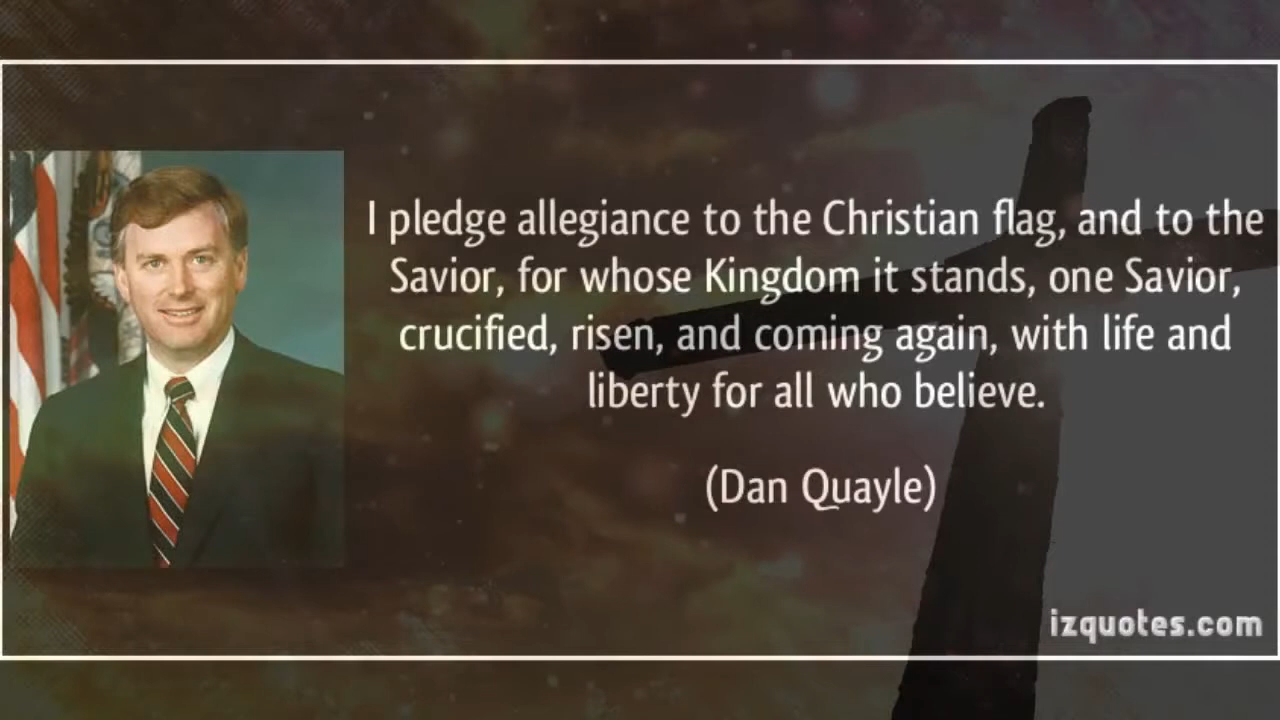 I pledge allegiance to the Christian flag, and to the
Savior, for whose Kingdom it stands, one Savior,
crucified, risen, and coming again, with life and
liberty for all who believe.
(Dan Quayle)
izquotes.com